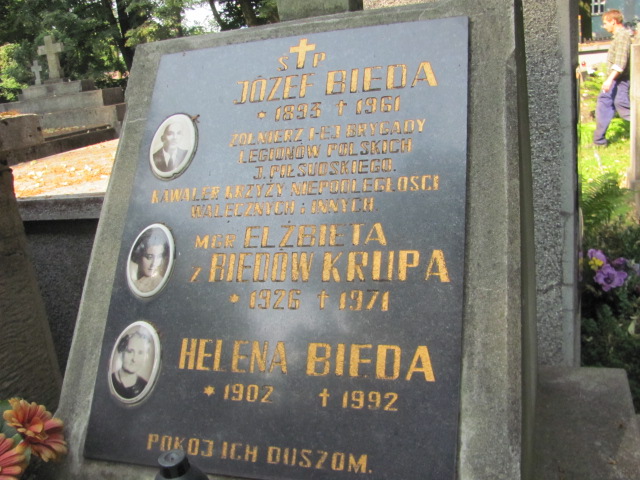 Ś † P
JÓZEF BIEDA
* 1893 † 1961
ŻOŁNIERZ I-EJ BRYGADY
LEGIONÓW POLSKICH
J. PIŁSUDSKIEGO.
KAWALER KRZYŻY NIEPODLEGŁOŚCI
WALECZNYCH I INNYCH
MGR ELŻBIETA
Z BIEDÓW KRUPA
* 1926 † 1971
HELENA BIEDA
* 1902 † 1992
POKÓJ ICH DUSZOM.